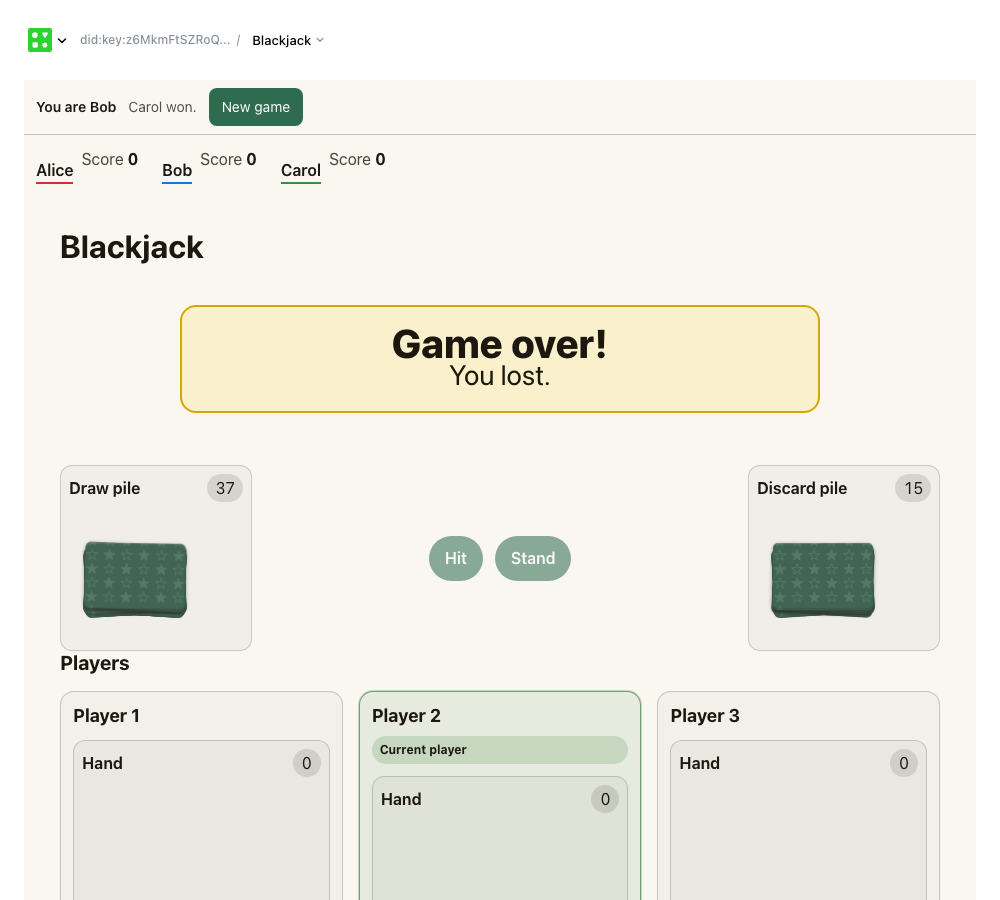 did:key:z6MkmFtSZRoQ... / Blackjack
You are Bob Carol won. New game
Alice Score 0 Bob Score 0 Carol Score 0
Blackjack
Game over!
You lost.
Draw pile 37
Discard pile 15
Hit Stand
Players
Player 1
Hand 0
Player 2
Current player
Hand 0
Player 3
Hand 0